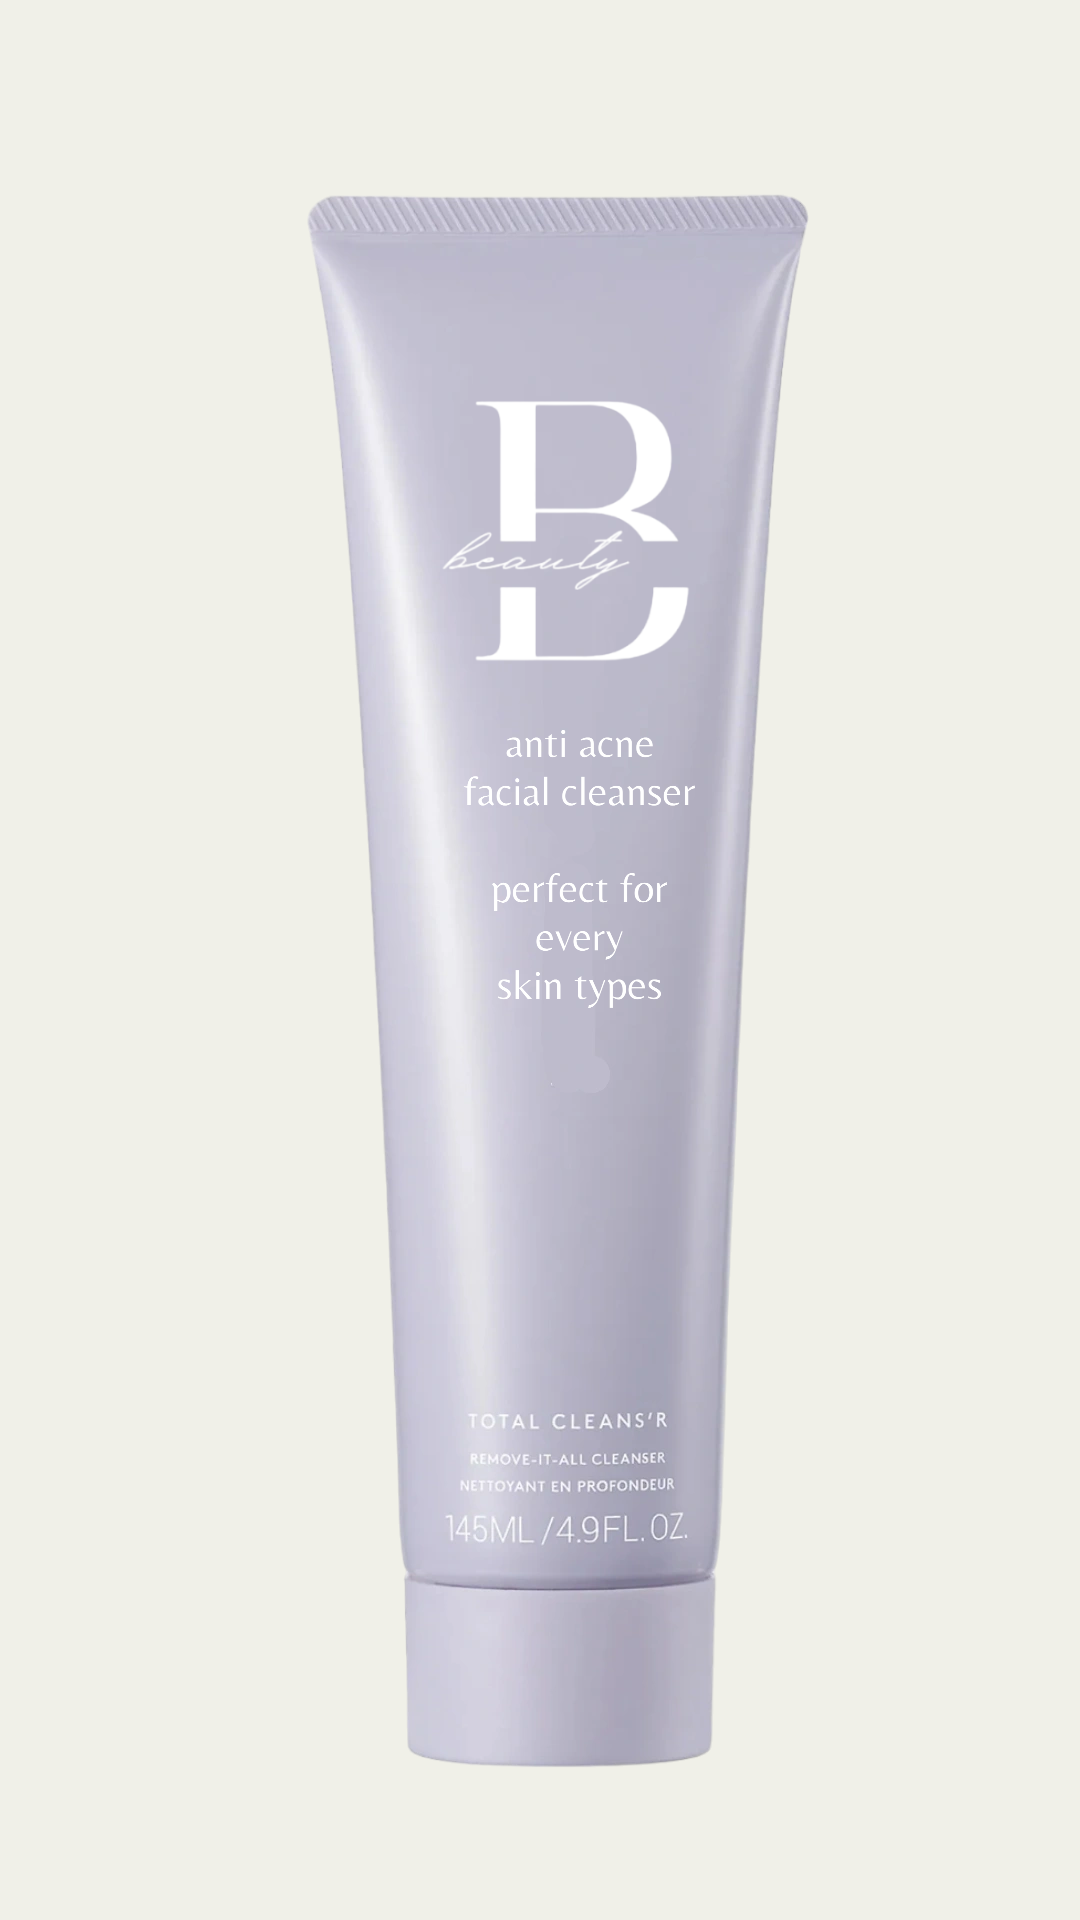 B
beauty
anti acne
facial cleanser
perfect for
every
skin types
TOTAL CLEANS'R
REMOVE-IT-ALL CLEANSER
NETTOYANT EN PROFONDEUR
145ML/4.9FL.OZ.